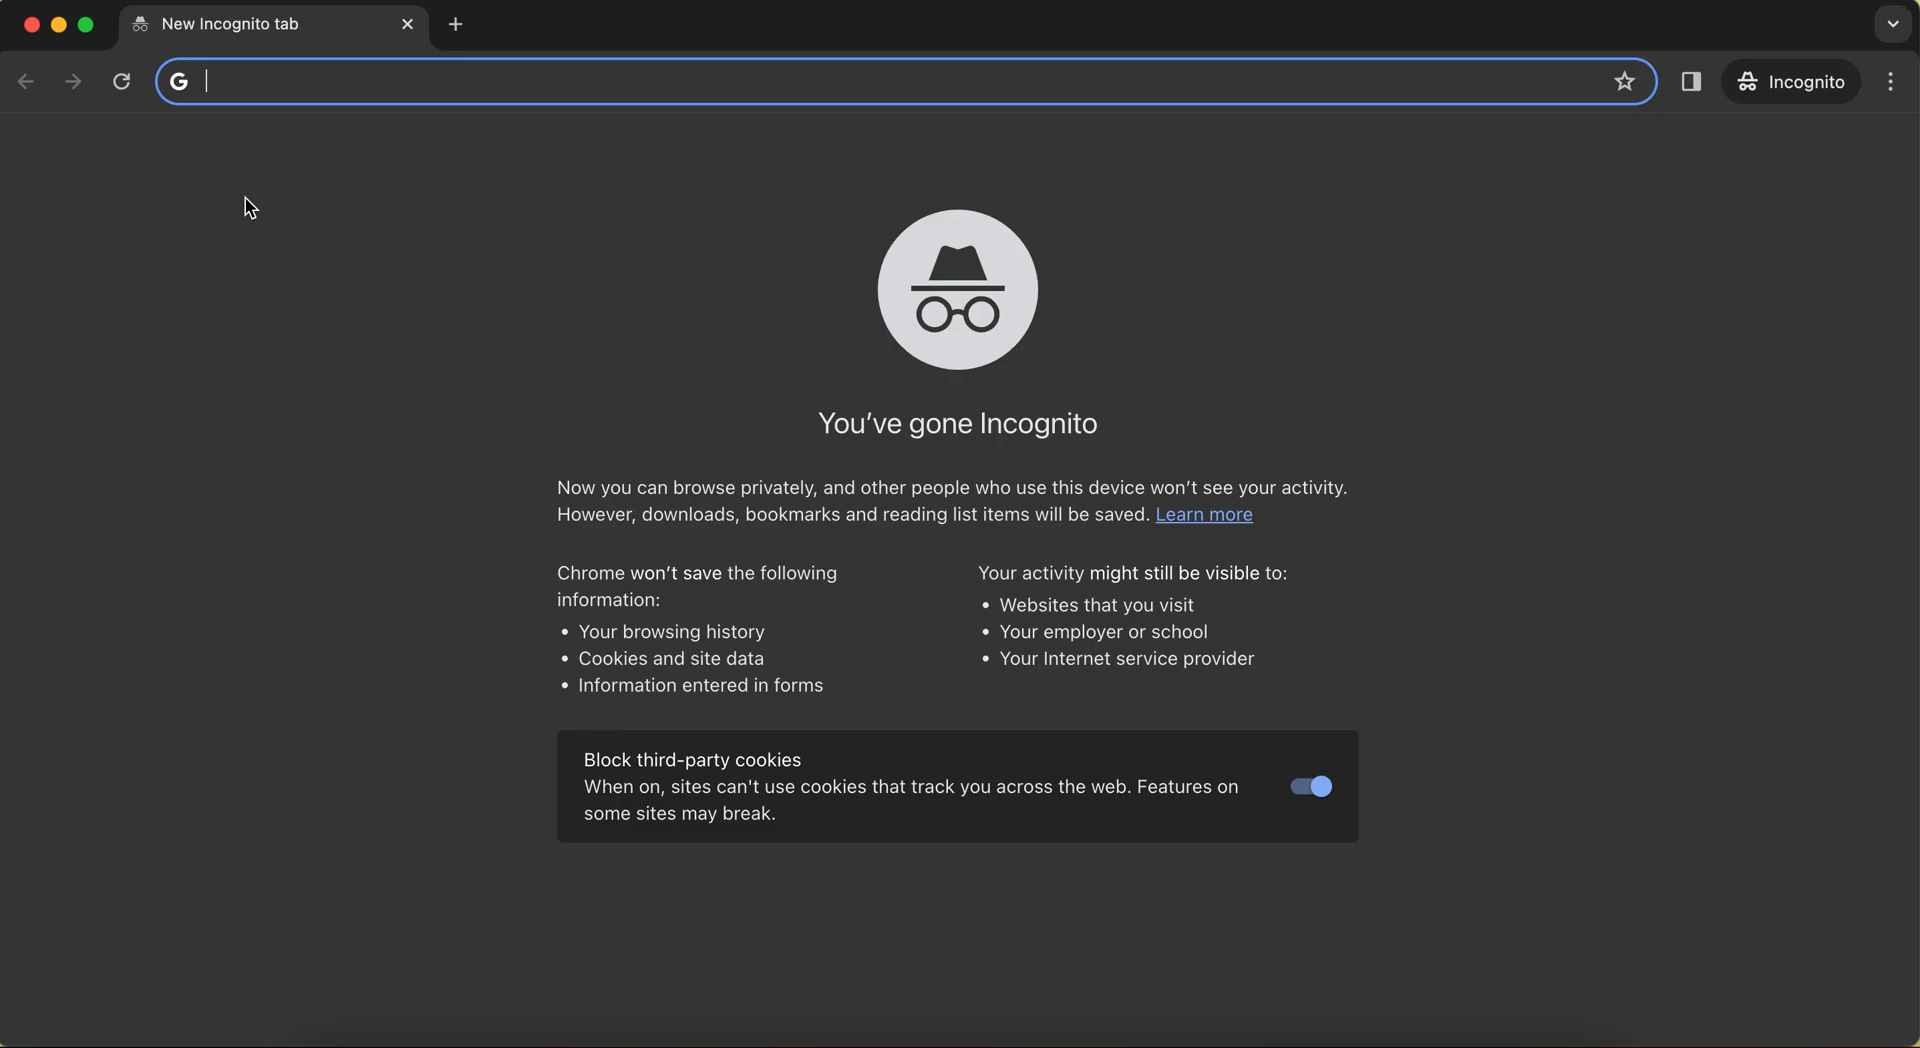 New Incognito tab
Incognito
You've gone Incognito
Now you can browse privately, and other people who use this device won't see your activity.
However, downloads, bookmarks and reading list items will be saved. Learn more
Chrome won't save the following
information:
• Your browsing history
• Cookies and site data
• Information entered in forms
Your activity might still be visible to:
• Websites that you visit
• Your employer or school
• Your Internet service provider
Block third-party cookies
When on, sites can't use cookies that track you across the web. Features on
some sites may break.